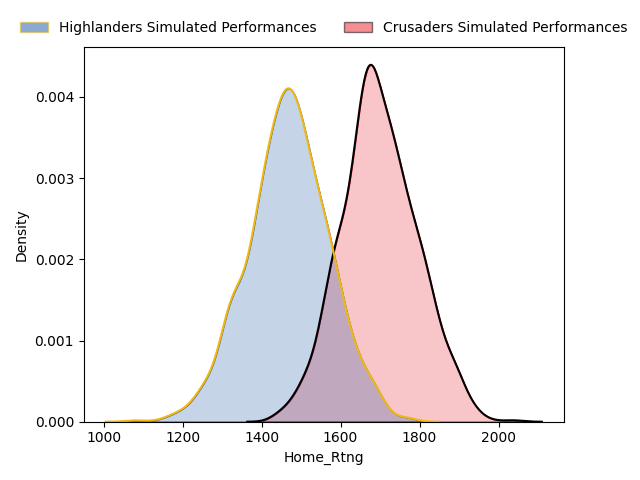 Highlanders Simulated Performances Crusaders Simulated Performances
0.004
0.003
0.002
0.001
0.000
Density
1000 1200 1400 1600 1800 2000
Home_Rtng